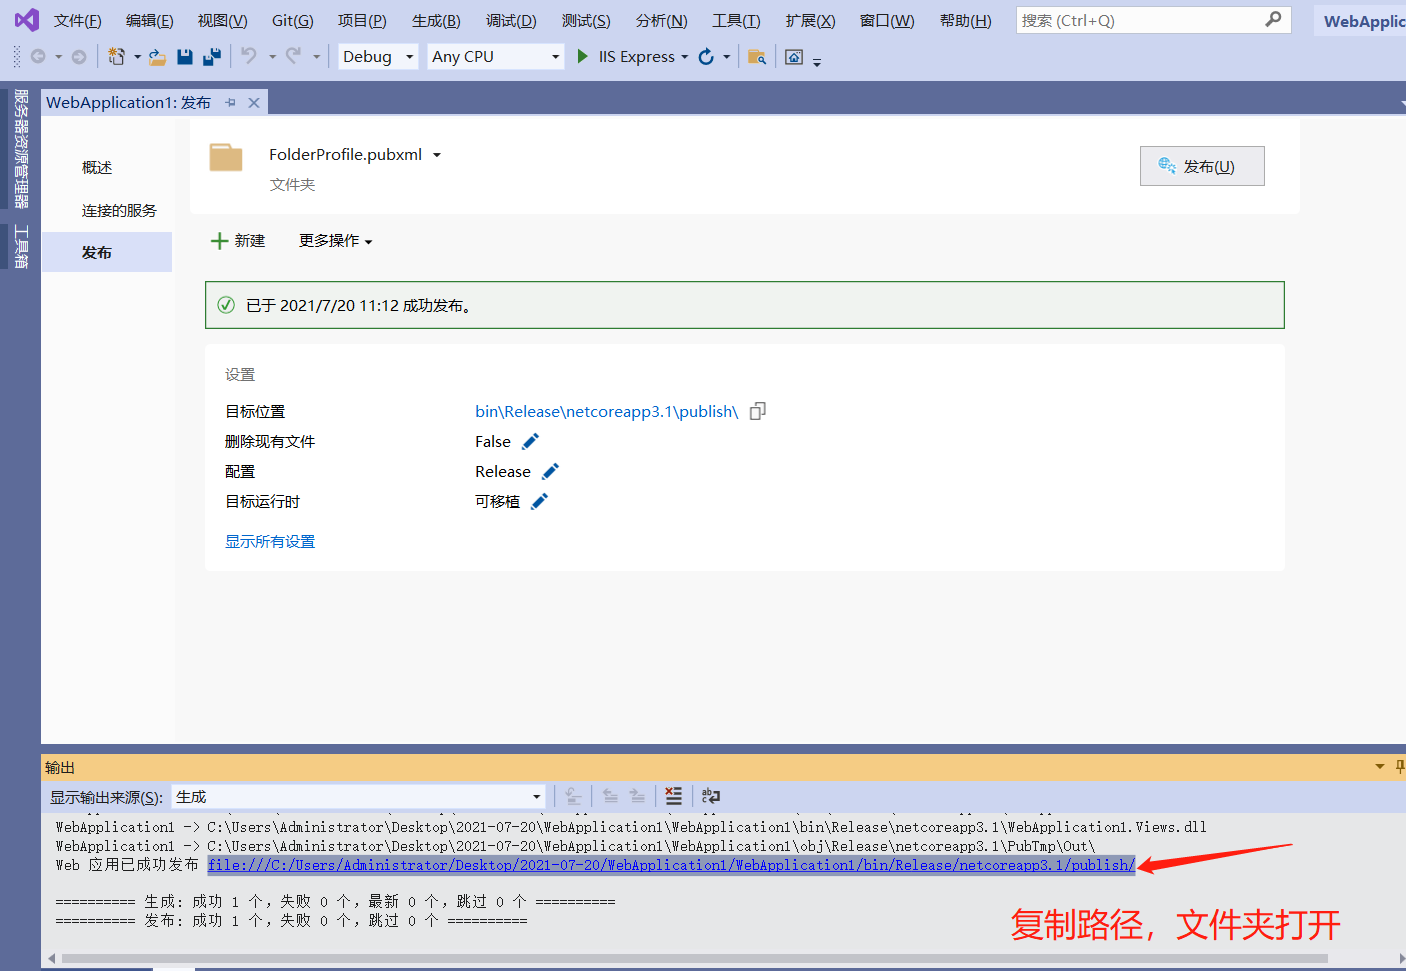 文件(F) 编辑(E) 视图(V) Git(G) 项目(P) 生成(B) 调试(D) 测试(S) 分析(N) 工具(T) 扩展(X) 窗口(W) 帮助(H) 搜索 (Ctrl+Q) WebApplic
Debug Any CPU IIS Express
服务器资源管理器
工具箱
WebApplication1: 发布
概述
连接的服务
发布
FolderProfile.pubxml
文件夹
发布(U)
新建 更多操作
已于 2021/7/20 11:12 成功发布。
设置
目标位置 bin\Release\netcoreapp3.1\publish\
删除现有文件 False
配置 Release
目标运行时 可移植
显示所有设置
输出
显示输出来源(S): 生成
WebApplication1 -> C:\Users\Administrator\Desktop\2021-07-20\WebApplication1\WebApplication1\bin\Release\netcoreapp3.1\WebApplication1.Views.dll
WebApplication1 -> C:\Users\Administrator\Desktop\2021-07-20\WebApplication1\WebApplication1\obj\Release\netcoreapp3.1\PubTmp\Out\
Web 应用已成功发布 file:///C:/Users/Administrator/Desktop/2021-07-20/WebApplication1/WebApplication1/bin/Release/netcoreapp3.1/publish/
========== 生成: 成功 1 个，失败 0 个，最新 0 个，跳过 0 个 ==========
========== 发布: 成功 1 个，失败 0 个，跳过 0 个 ==========
复制路径，文件夹打开